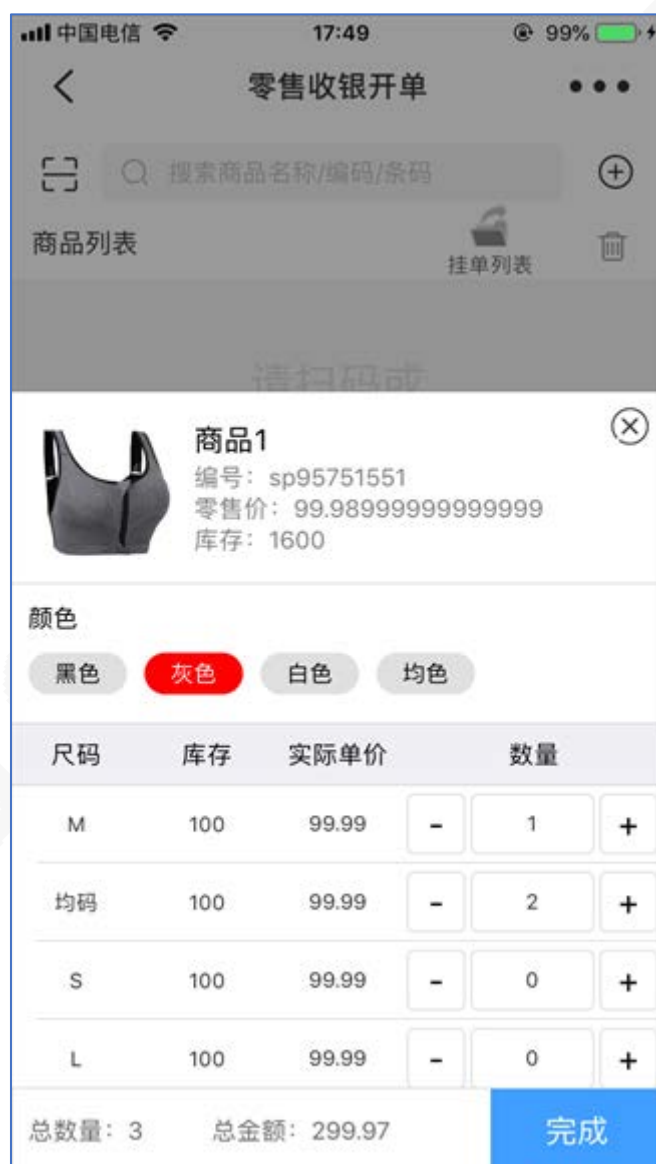 中国电信 17:49 99%
零售收银开单
搜索商品名称/编码/条码
商品列表
挂单列表
请扫码或
商品1
编号：sp95751551
零售价：99.98999999999999
库存：1600
颜色
黑色 灰色 白色 均色
尺码 库存 实际单价 数量
M 100 99.99 - 1 +
均码 100 99.99 - 2 +
S 100 99.99 - 0 +
L 100 99.99 - 0 +
总数量：3 总金额：299.97 完成